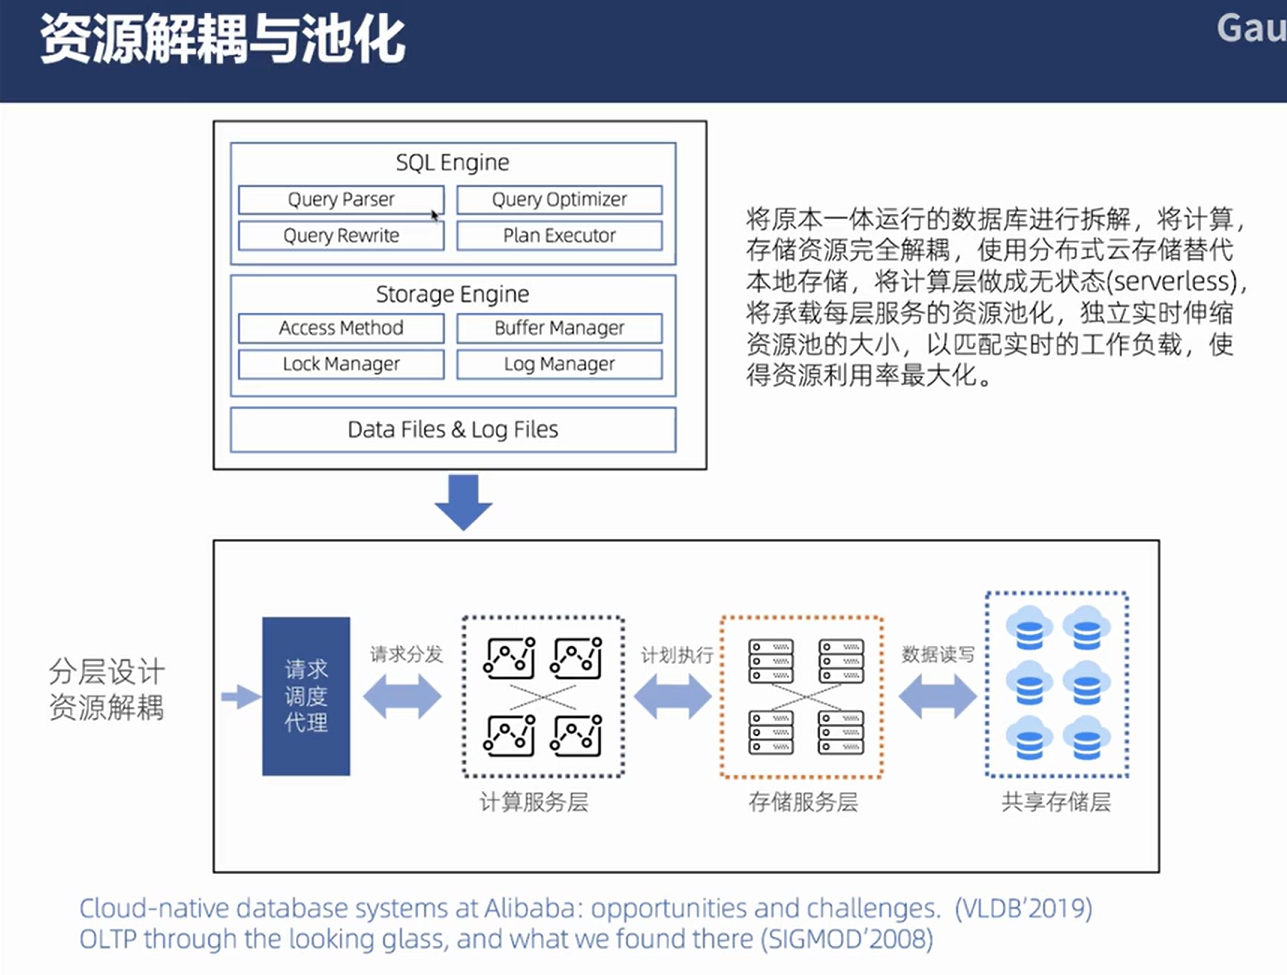 资源解耦与池化
Gau
SQL Engine
Query Parser
Query Optimizer
Query Rewrite
Plan Executor
Storage Engine
Access Method
Buffer Manager
Lock Manager
Log Manager
Data Files & Log Files
将原本一体运行的数据库进行拆解，将计算，
存储资源完全解耦，使用分布式云存储替代
本地存储，将计算层做成无状态(serverless)，
将承载每层服务的资源池化，独立实时伸缩
资源池的大小，以匹配实时的工作负载，使
得资源利用率最大化。
分层设计
资源解耦
请求
调度
代理
请求分发
计算服务层
计划执行
存储服务层
数据读写
共享存储层
Cloud-native database systems at Alibaba: opportunities and challenges. (VLDB’2019)
OLTP through the looking glass, and what we found there (SIGMOD’2008)